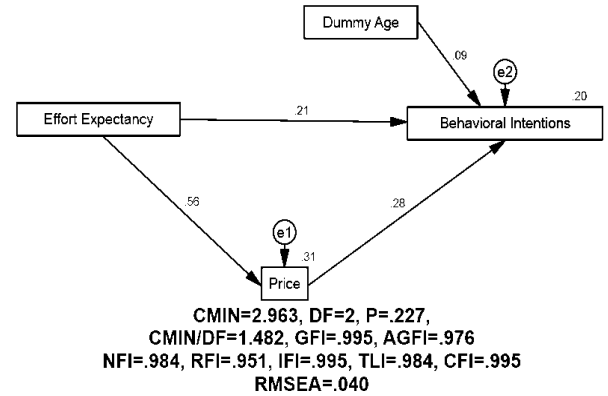 Dummy Age
.09
e2
.20
Effort Expectancy
.21
Behavioral Intentions
.56
.28
e1
.31
Price
CMIN=2.963, DF=2, P=.227,
CMIN/DF=1.482, GFI=.995, AGFI=.976
NFI=.984, RFI=.951, IFI=.995, TLI=.984, CFI=.995
RMSEA=.040